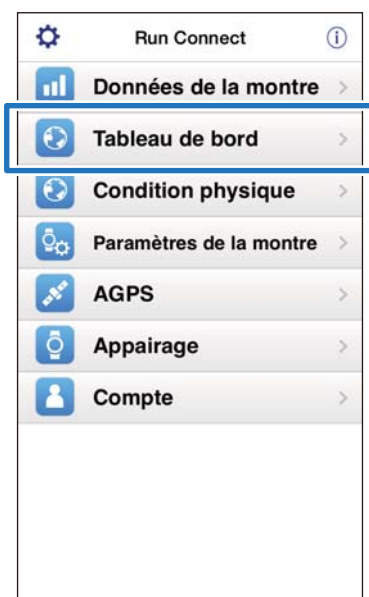 Run Connect
Données de la montre
Tableau de bord
Condition physique
Paramètres de la montre
AGPS
Appairage
Compte